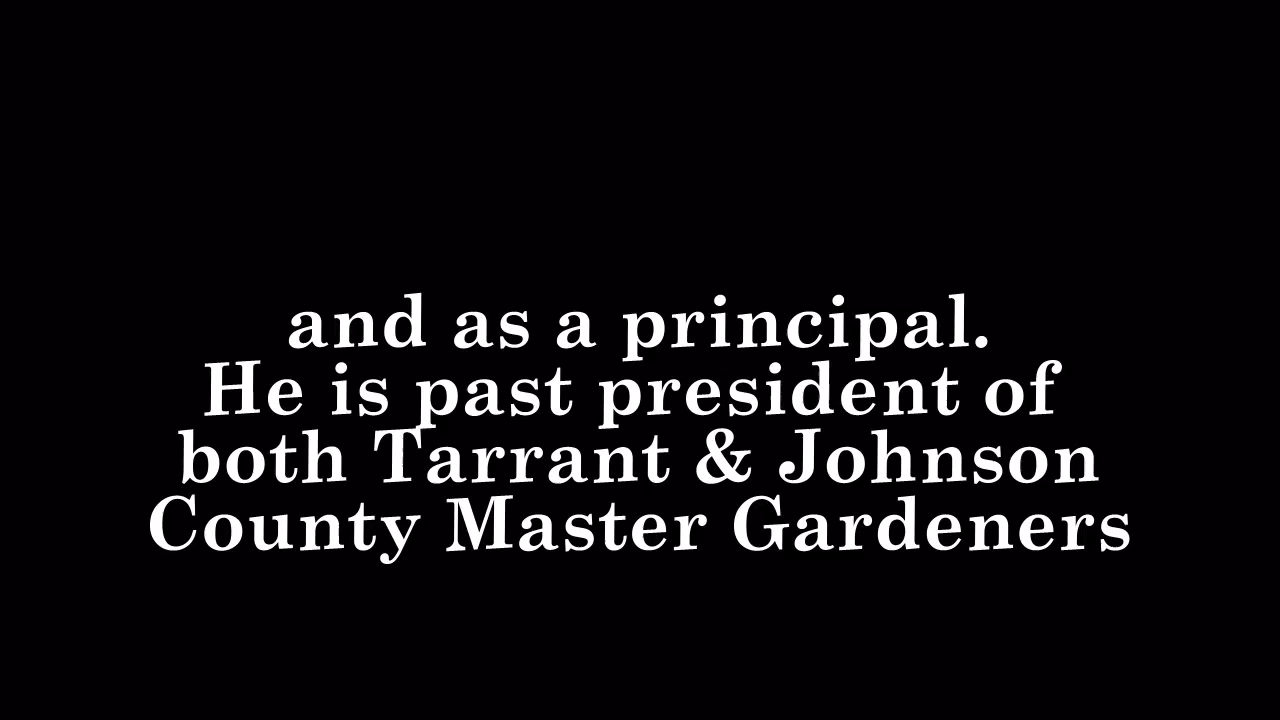 and as a principal.
He is past president of
both Tarrant & Johnson
County Master Gardeners